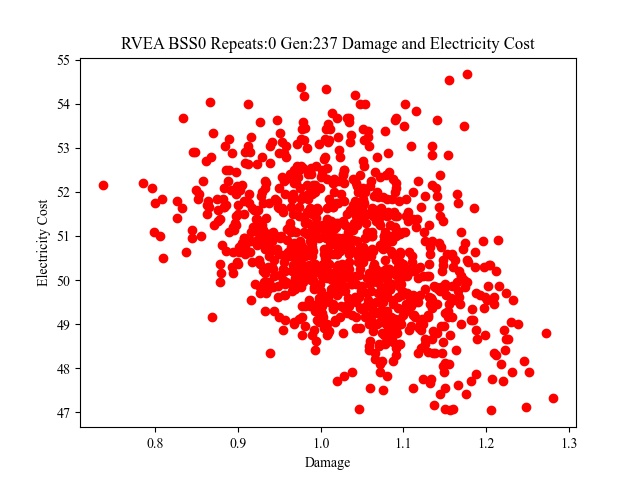 RVEA BSS0 Repeats:0 Gen:237 Damage and Electricity Cost
55
54
53
52
51
50
49
48
47
Electricity Cost
0.8 0.9 1.0 1.1 1.2 1.3
Damage